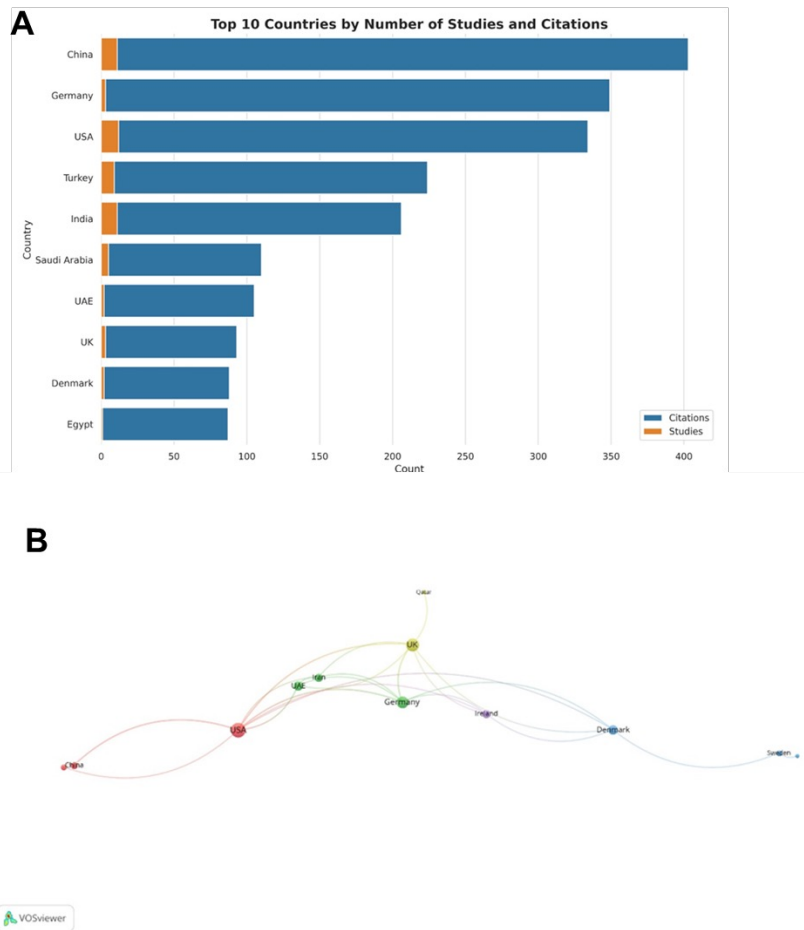 A
Top 10 Countries by Number of Studies and Citations
China
Germany
USA
Turkey
India
Saudi Arabia
UAE
UK
Denmark
Egypt
Country
0 50 100 150 200 250 300 350 400
Count
Citations
Studies
B
Qatar
UK
Iran
UAE
Germany
Ireland
USA
Denmark
Sweden
China
VOSviewer